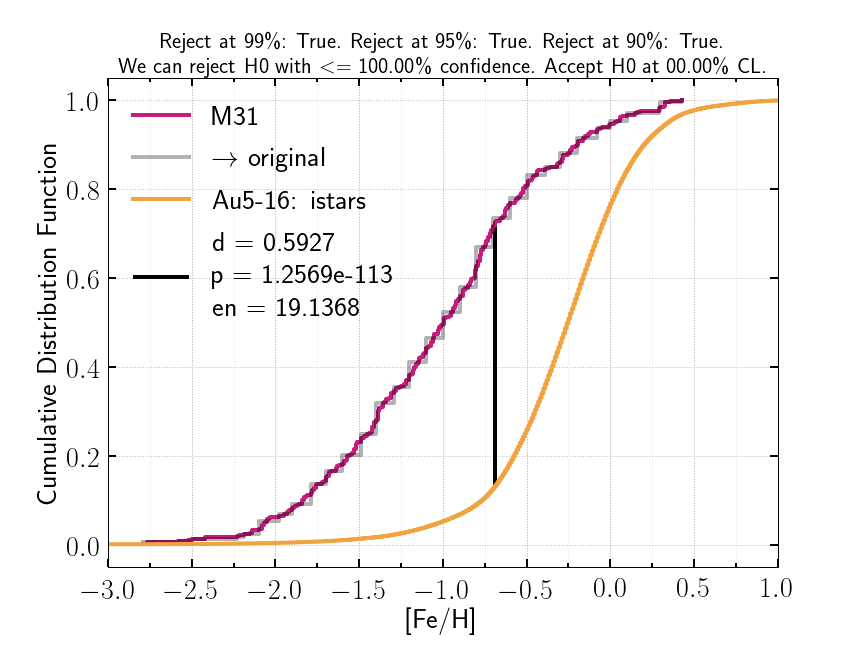 Reject at 99%: True. Reject at 95%: True. Reject at 90%: True.
We can reject H0 with <= 100.00% confidence. Accept H0 at 00.00% CL.
M31
→ original
Au5-16: istars
d = 0.5927
p = 1.2569e-113
en = 19.1368
Cumulative Distribution Function
1.0
0.8
0.6
0.4
0.2
0.0
−3.0 −2.5 −2.0 −1.5 −1.0 −0.5 0.0 0.5 1.0
[Fe/H]